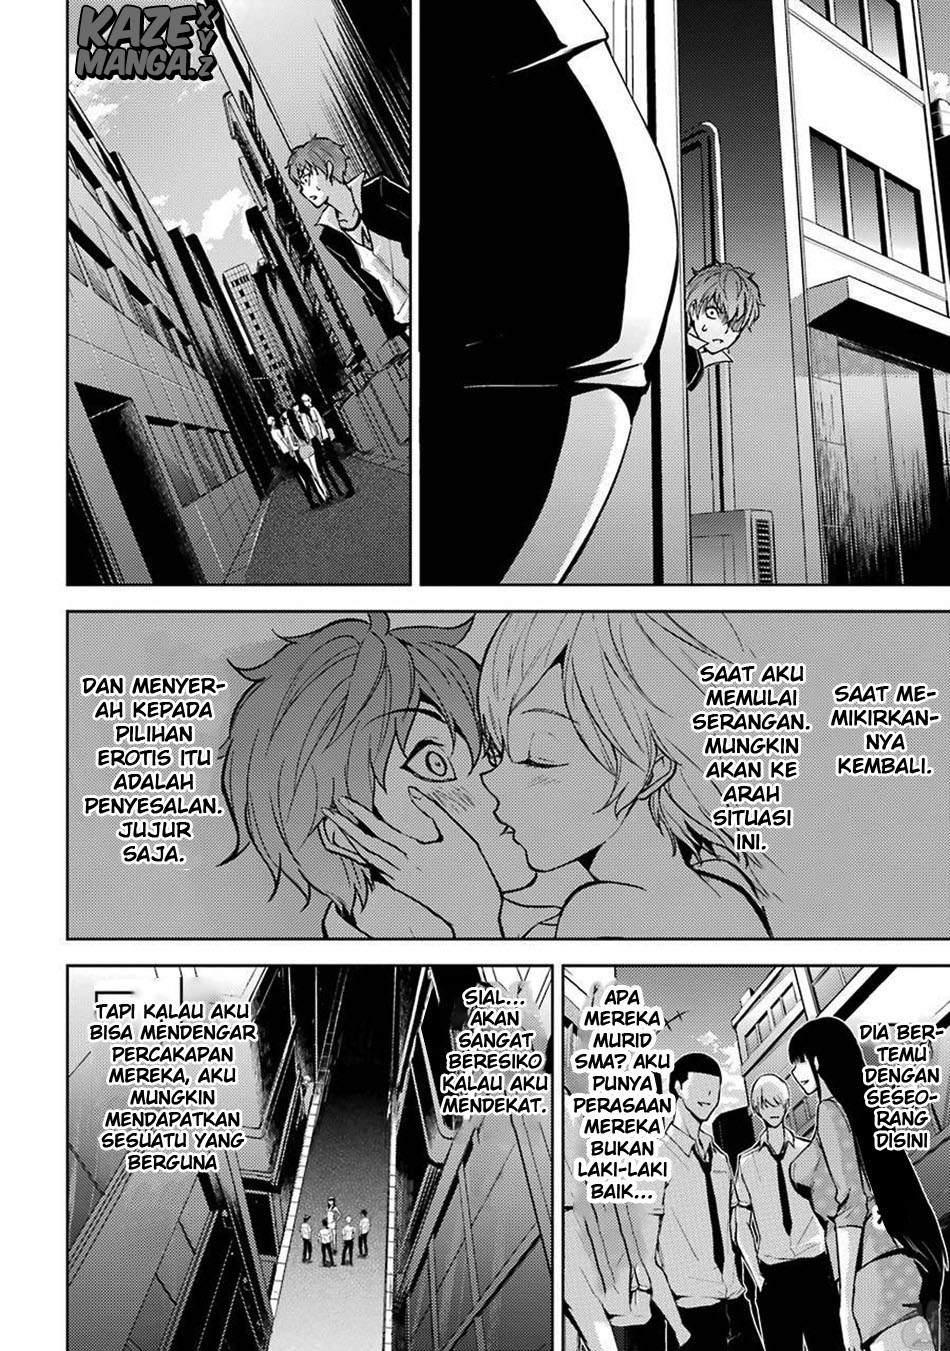 KAZE
MANGA.
XYZ
SAAT ME-
MIKIRKAN-
NYA
KEMBALI.
SAAT AKU
MEMULAI
SERANGAN.
MUNGKIN
AKAN KE
ARAH
SITUASI
INI.
DAN MENYER-
AH KEPADA
PILIHAN
EROTIS ITU
ADALAH
PENYESALAN.
JUJUR
SAJA.
DIA BER-
TEMU
DENGAN
SESEO-
RANG
DISINI
APA
MEREKA
MURID
SMA? AKU
PUNYA
PERASAAN
MEREKA
BUKAN
LAKI-LAKI
BAIK...
SIAL...
AKAN
SANGAT
BERESIKO
KALAU AKU
MENDEKAT.
TAPI KALAU AKU
BISA MENDENGAR
PERCAKAPAN
MEREKA, AKU
MUNGKIN
MENDAPATKAN
SESUATU YANG
BERGUNA